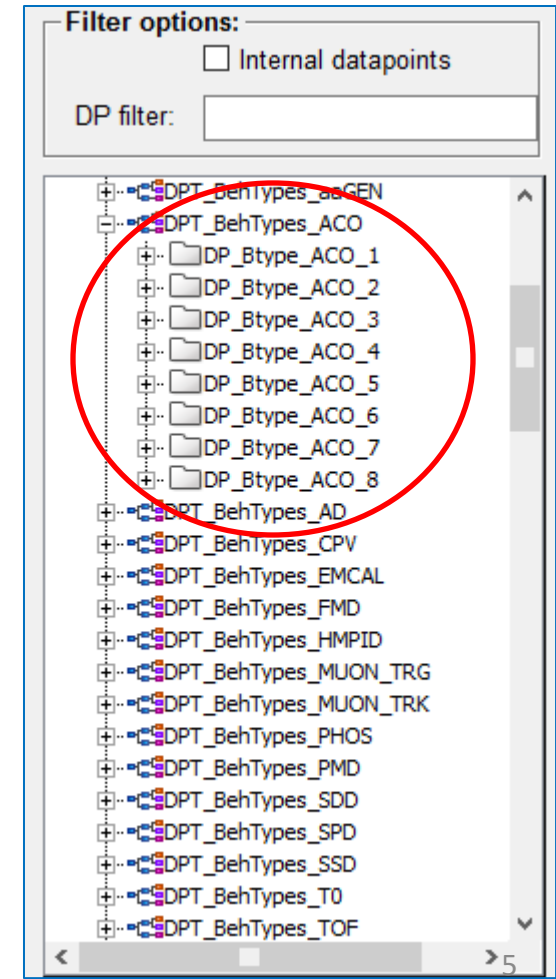 Filter options:
Internal datapoints
DP filter:
DPT_BehTypes_aaGEN
DPT_BehTypes_ACO
DP_Btype_ACO_1
DP_Btype_ACO_2
DP_Btype_ACO_3
DP_Btype_ACO_4
DP_Btype_ACO_5
DP_Btype_ACO_6
DP_Btype_ACO_7
DP_Btype_ACO_8
DPT_BehTypes_AD
DPT_BehTypes_CPV
DPT_BehTypes_EMCAL
DPT_BehTypes_FMD
DPT_BehTypes_HMPID
DPT_BehTypes_MUON_TRG
DPT_BehTypes_MUON_TRK
DPT_BehTypes_PHOS
DPT_BehTypes_PMD
DPT_BehTypes_SDD
DPT_BehTypes_SPD
DPT_BehTypes_SSD
DPT_BehTypes_T0
DPT_BehTypes_TOF
5